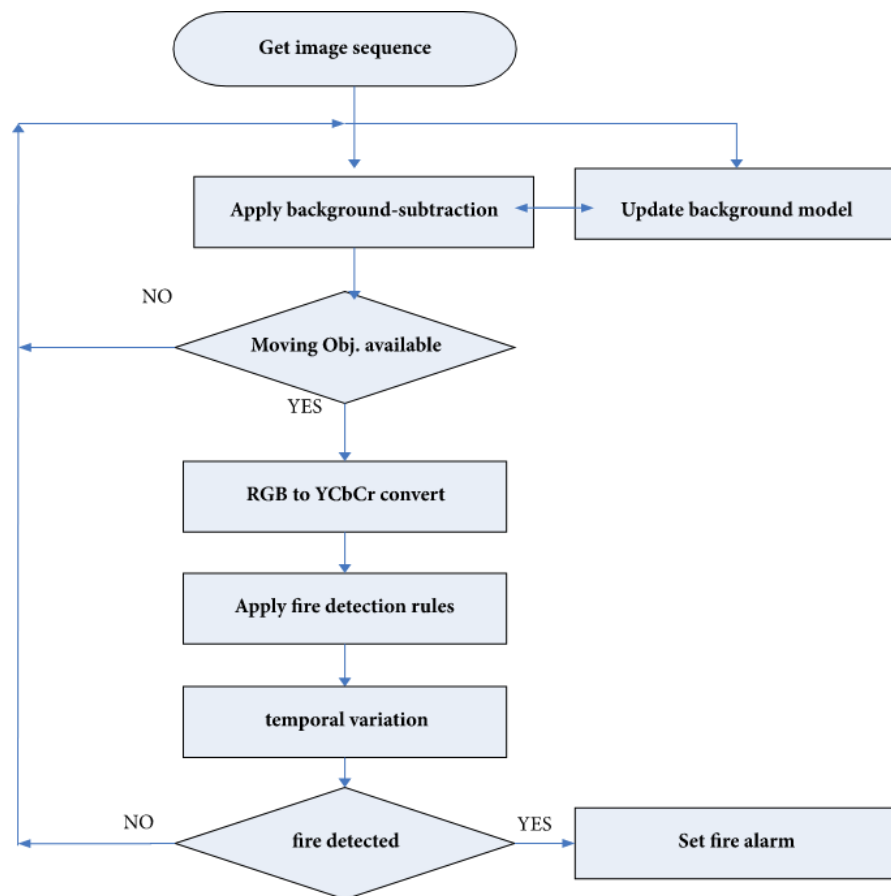 Get image sequence
Apply background-subtraction
Update background model
NO
Moving Obj. available
YES
RGB to YCbCr convert
Apply fire detection rules
temporal variation
NO
fire detected
YES
Set fire alarm